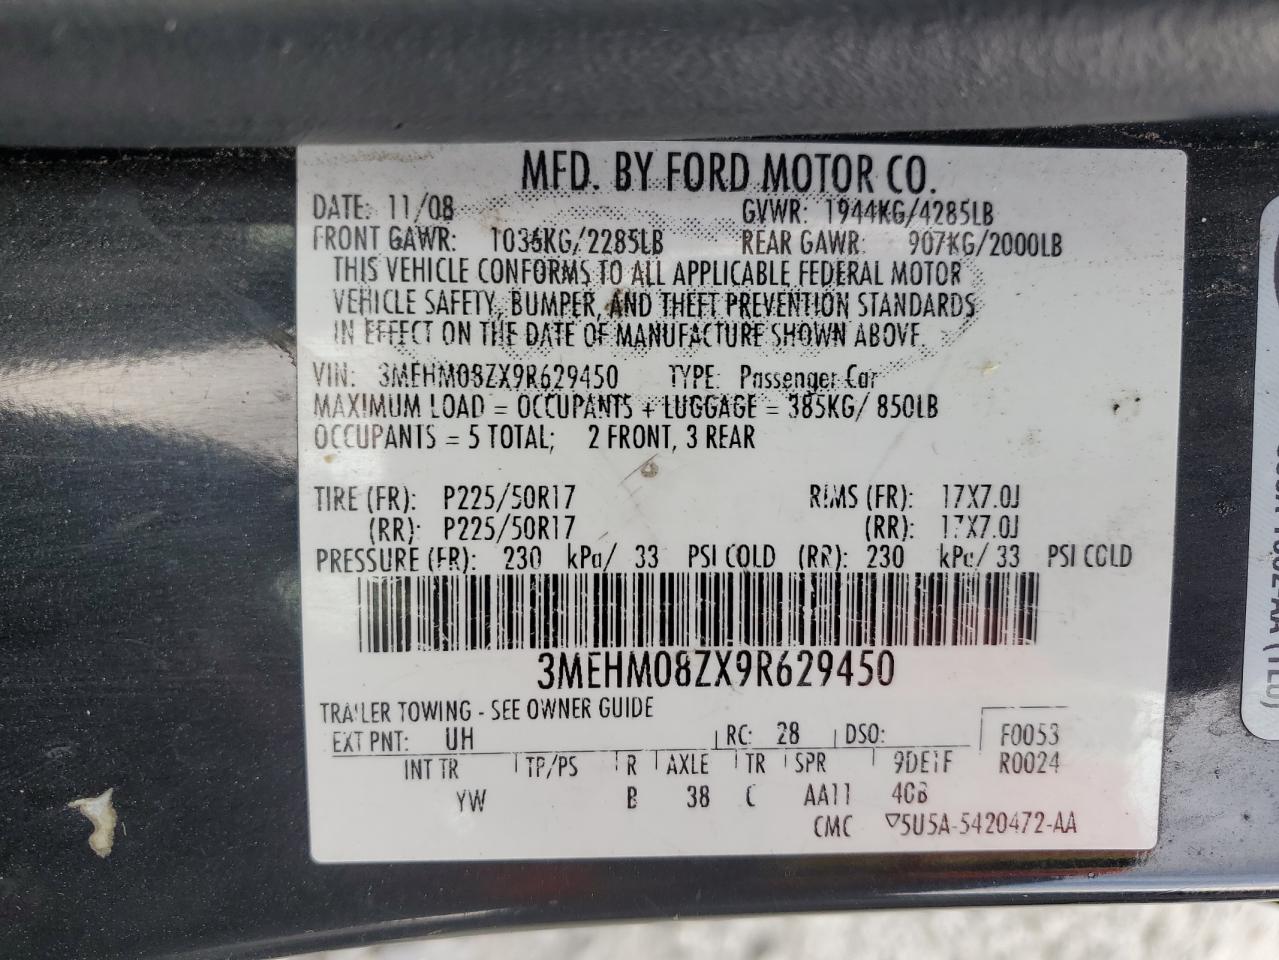 MFD. BY FORD MOTOR CO.
DATE: 11/08 GVWR: 1944KG/4285LB
FRONT GAWR: 1036KG/2285LB REAR GAWR: 907KG/2000LB
THIS VEHICLE CONFORMS TO ALL APPLICABLE FEDERAL MOTOR
VEHICLE SAFETY, BUMPER, AND THEFT PREVENTION STANDARDS
IN EFFECT ON THE DATE OF MANUFACTURE SHOWN ABOVE.
VIN: 3MEHM08ZX9R629450 TYPE: Passenger Car
MAXIMUM LOAD = OCCUPANTS + LUGGAGE = 385KG/ 850LB
OCCUPANTS = 5 TOTAL; 2 FRONT, 3 REAR
TIRE (FR): P225/50R17 RIMS (FR): 17X7.0J
(RR): P225/50R17 (RR): 17X7.0J
PRESSURE (FR): 230 kPa/ 33 PSI COLD (RR): 230 kPa/ 33 PSI COLD
3MEHM08ZX9R629450
TRAILER TOWING - SEE OWNER GUIDE
EXT PNT: UH RC: 28 DSO: F0053
INT TR TP/PS R AXLE TR SPR 9DE1F R0024
YW B 38 C AA11 40B
CMC ▽5U5A-5420472-AA